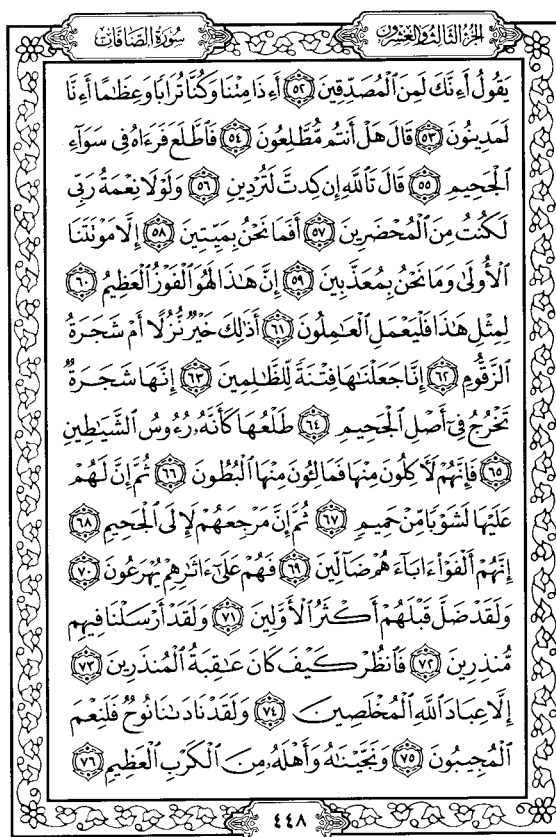 الجزء الثالث والعشرون
سورة الصافات
يَقُولُ أَءِنَّكَ لَمِنَ ٱلْمُصَدِّقِينَ ٥٢ أَءِذَا مِتْنَا وَكُنَّا تُرَابًا وَعِظَٰمًا أَءِنَّا
لَمَدِينُونَ ٥٣ قَالَ هَلْ أَنتُم مُّطَّلِعُونَ ٥٤ فَٱطَّلَعَ فَرَءَاهُ فِى سَوَآءِ
ٱلْجَحِيمِ ٥٥ قَالَ تَٱللَّهِ إِن كِدتَّ لَتُرْدِينِ ٥٦ وَلَوْلَا نِعْمَةُ رَبِّى
لَكُنتُ مِنَ ٱلْمُحْضَرِينَ ٥٧ أَفَمَا نَحْنُ بِمَيِّتِينَ ٥٨ إِلَّا مَوْتَتَنَا
ٱلْأُولَىٰ وَمَا نَحْنُ بِمُعَذَّبِينَ ٥٩ إِنَّ هَٰذَا لَهُوَ ٱلْفَوْزُ ٱلْعَظِيمُ ٦٠
لِمِثْلِ هَٰذَا فَلْيَعْمَلِ ٱلْعَٰمِلُونَ ٦١ أَذَٰلِكَ خَيْرٌ نُّزُلًا أَمْ شَجَرَةُ
ٱلزَّقُّومِ ٦٢ إِنَّا جَعَلْنَٰهَا فِتْنَةً لِّلظَّٰلِمِينَ ٦٣ إِنَّهَا شَجَرَةٌ
تَخْرُجُ فِىٓ أَصْلِ ٱلْجَحِيمِ ٦٤ طَلْعُهَا كَأَنَّهُۥ رُءُوسُ ٱلشَّيَٰطِينِ
٦٥ فَإِنَّهُمْ لَءَاكِلُونَ مِنْهَا فَمَالِـُٔونَ مِنْهَا ٱلْبُطُونَ ٦٦ ثُمَّ إِنَّ لَهُمْ
عَلَيْهَا لَشَوْبًا مِّنْ حَمِيمٍ ٦٧ ثُمَّ إِنَّ مَرْجِعَهُمْ لَإِلَى ٱلْجَحِيمِ ٦٨
إِنَّهُمْ أَلْفَوْا۟ ءَابَآءَهُمْ ضَآلِّينَ ٦٩ فَهُمْ عَلَىٰٓ ءَاثَٰرِهِمْ يُهْرَعُونَ ٧٠
وَلَقَدْ ضَلَّ قَبْلَهُمْ أَكْثَرُ ٱلْأَوَّلِينَ ٧١ وَلَقَدْ أَرْسَلْنَا فِيهِم
مُّنذِرِينَ ٧٢ فَٱنظُرْ كَيْفَ كَانَ عَٰقِبَةُ ٱلْمُنذَرِينَ ٧٣
إِلَّا عِبَادَ ٱللَّهِ ٱلْمُخْلَصِينَ ٧٤ وَلَقَدْ نَادَىٰنَا نُوحٌ فَلَنِعْمَ
ٱلْمُجِيبُونَ ٧٥ وَنَجَّيْنَٰهُ وَأَهْلَهُۥ مِنَ ٱلْكَرْبِ ٱلْعَظِيمِ ٧٦
٤٤٨